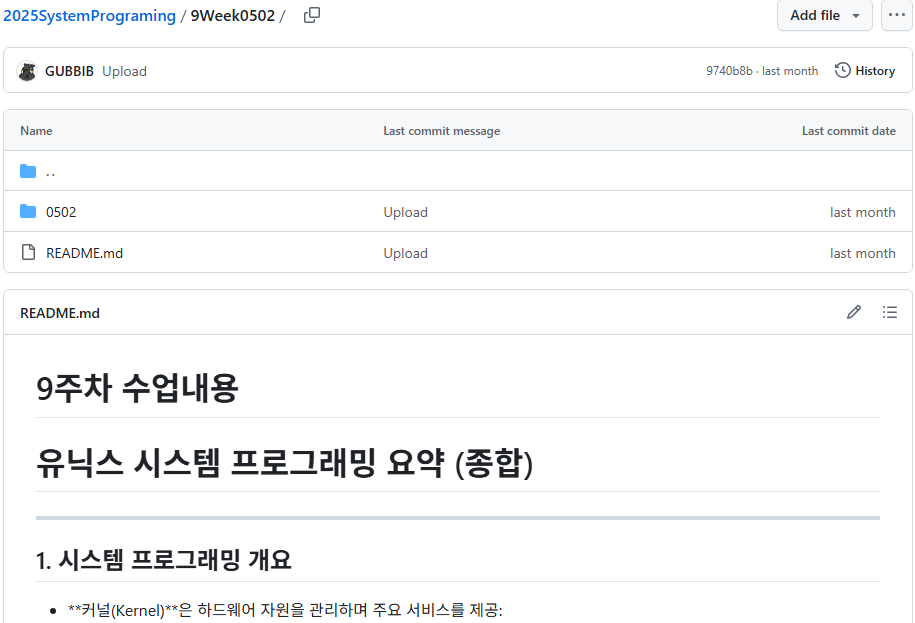 2025SystemPrograming / 9Week0502 /
Add file
GUBBIB Upload 9740b8b · last month History
Name Last commit message Last commit date
..
0502 Upload last month
README.md Upload last month
README.md
9주차 수업내용
유닉스 시스템 프로그래밍 요약 (종합)
1. 시스템 프로그래밍 개요
• **커널(Kernel)**은 하드웨어 자원을 관리하며 주요 서비스를 제공: